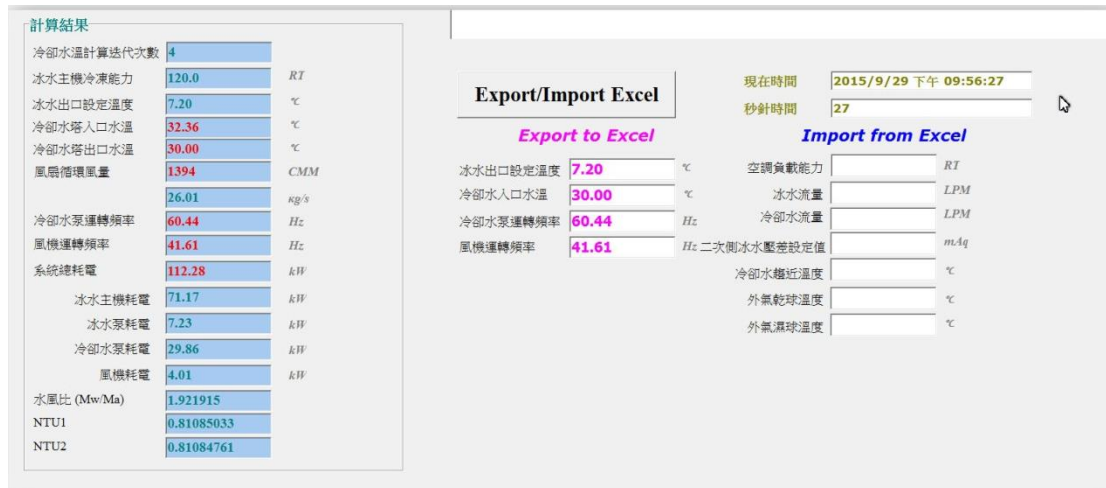 計算結果
冷卻水溫計算迭代次數 4
冰水主機冷凍能力 120.0 RT
冰水出口設定溫度 7.20 ℃
冷卻水塔入口水溫 32.36 ℃
冷卻水塔出口水溫 30.00 ℃
風扇循環風量 1394 CMM
26.01 kg/s
冷卻水泵運轉頻率 60.44 Hz
風機運轉頻率 41.61 Hz
系統總耗電 112.28 kW
冰水主機耗電 71.17 kW
冰水泵耗電 7.23 kW
冷卻水泵耗電 29.86 kW
風機耗電 4.01 kW
水風比 (Mw/Ma) 1.921915
NTU1 0.81085033
NTU2 0.81084761
Export/Import Excel
現在時間 2015/9/29 下午 09:56:27
秒針時間 27
Export to Excel
冰水出口設定溫度 7.20 ℃
冷卻水入口水溫 30.00 ℃
冷卻水泵運轉頻率 60.44 Hz
風機運轉頻率 41.61 Hz
Import from Excel
空調負載能力 RT
冰水流量 LPM
冷卻水流量 LPM
二次側冰水水壓差設定值 mAq
冷卻水趨近溫度 ℃
外氣乾球溫度 ℃
外氣濕球溫度 ℃